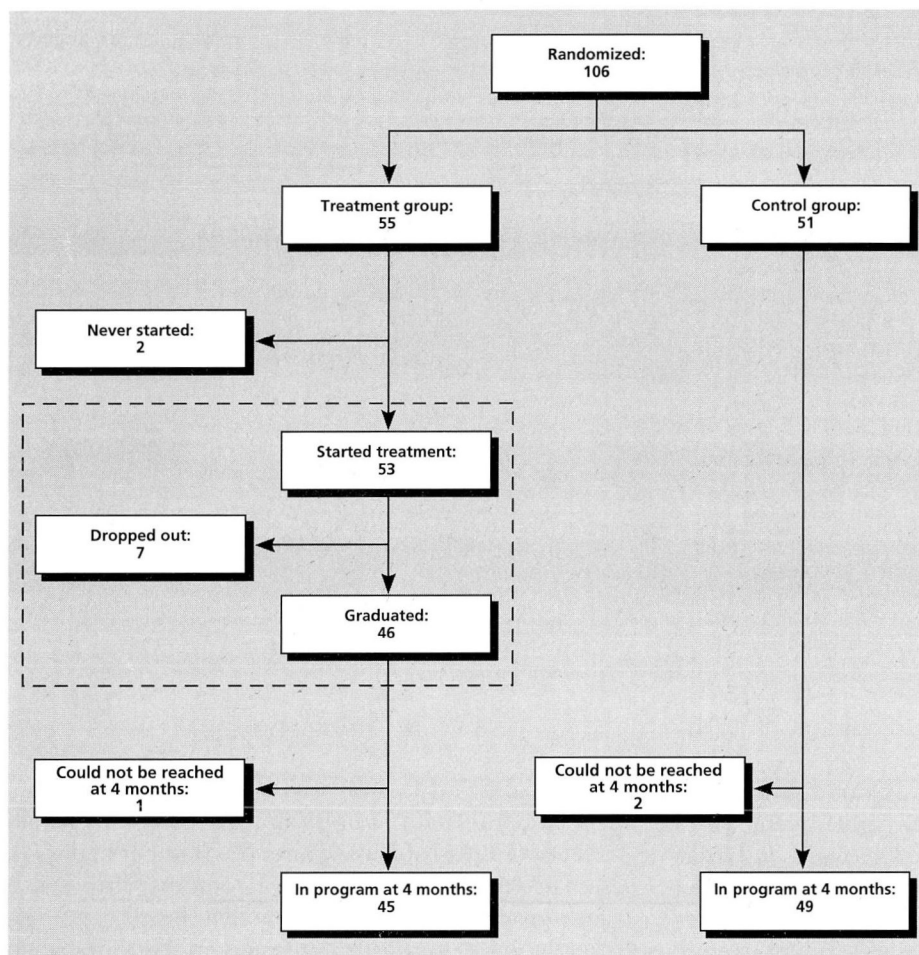 Randomized:
106
Treatment group:
55
Control group:
51
Never started:
2
Started treatment:
53
Dropped out:
7
Graduated:
46
Could not be reached
at 4 months:
1
Could not be reached
at 4 months:
2
In program at 4 months:
45
In program at 4 months:
49